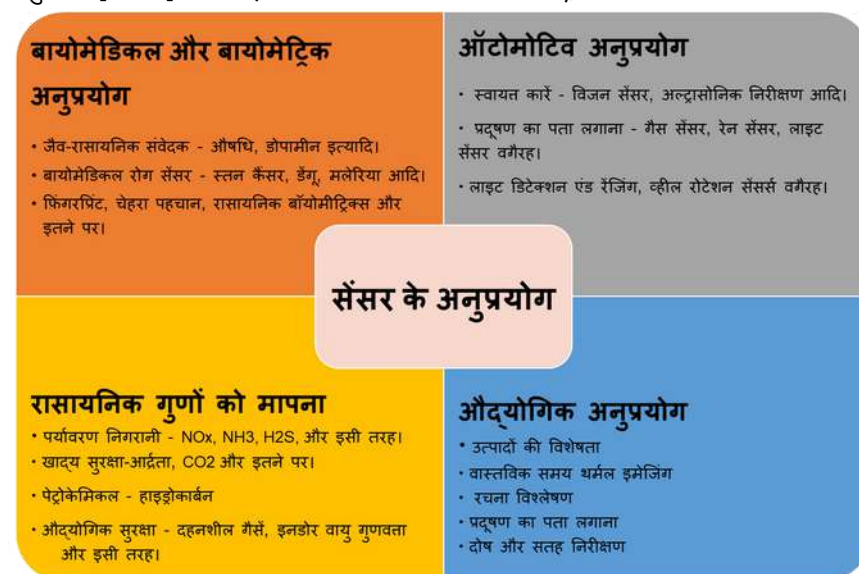 बायोमेडिकल और बायोमेट्रिक
अनुप्रयोग
• जैव-रासायनिक संवेदक - औषधि, डोपामीन इत्यादि।
• बायोमेडिकल रोग सेंसर - स्तन कैंसर, डेंगू, मलेरिया आदि।
• फिंगरप्रिंट, चेहरा पहचान, रासायनिक बॉयोमीट्रिक्स और
इतने पर।
ऑटोमोटिव अनुप्रयोग
• स्वायत्त कारें - विजन सेंसर, अल्ट्रासोनिक निरीक्षण आदि।
• प्रदूषण का पता लगाना - गैस सेंसर, रेन सेंसर, लाइट
सेंसर वगैरह।
• लाइट डिटेक्शन एंड रेंजिंग, व्हील रोटेशन सेंसर्स वगैरह।
सेंसर के अनुप्रयोग
रासायनिक गुणों को मापना
• पर्यावरण निगरानी - NOx, NH3, H2S, और इसी तरह।
• खाद्य सुरक्षा-आर्द्रता, CO2 और इतने पर।
• पेट्रोकेमिकल - हाइड्रोकार्बन
• औद्योगिक सुरक्षा - दहनशील गैसें, इनडोर वायु गुणवत्ता
और इसी तरह।
औद्योगिक अनुप्रयोग
• उत्पादों की विशेषता
• वास्तविक समय थर्मल इमेजिंग
• रचना विश्लेषण
• प्रदूषण का पता लगाना
• दोष और सतह निरीक्षण